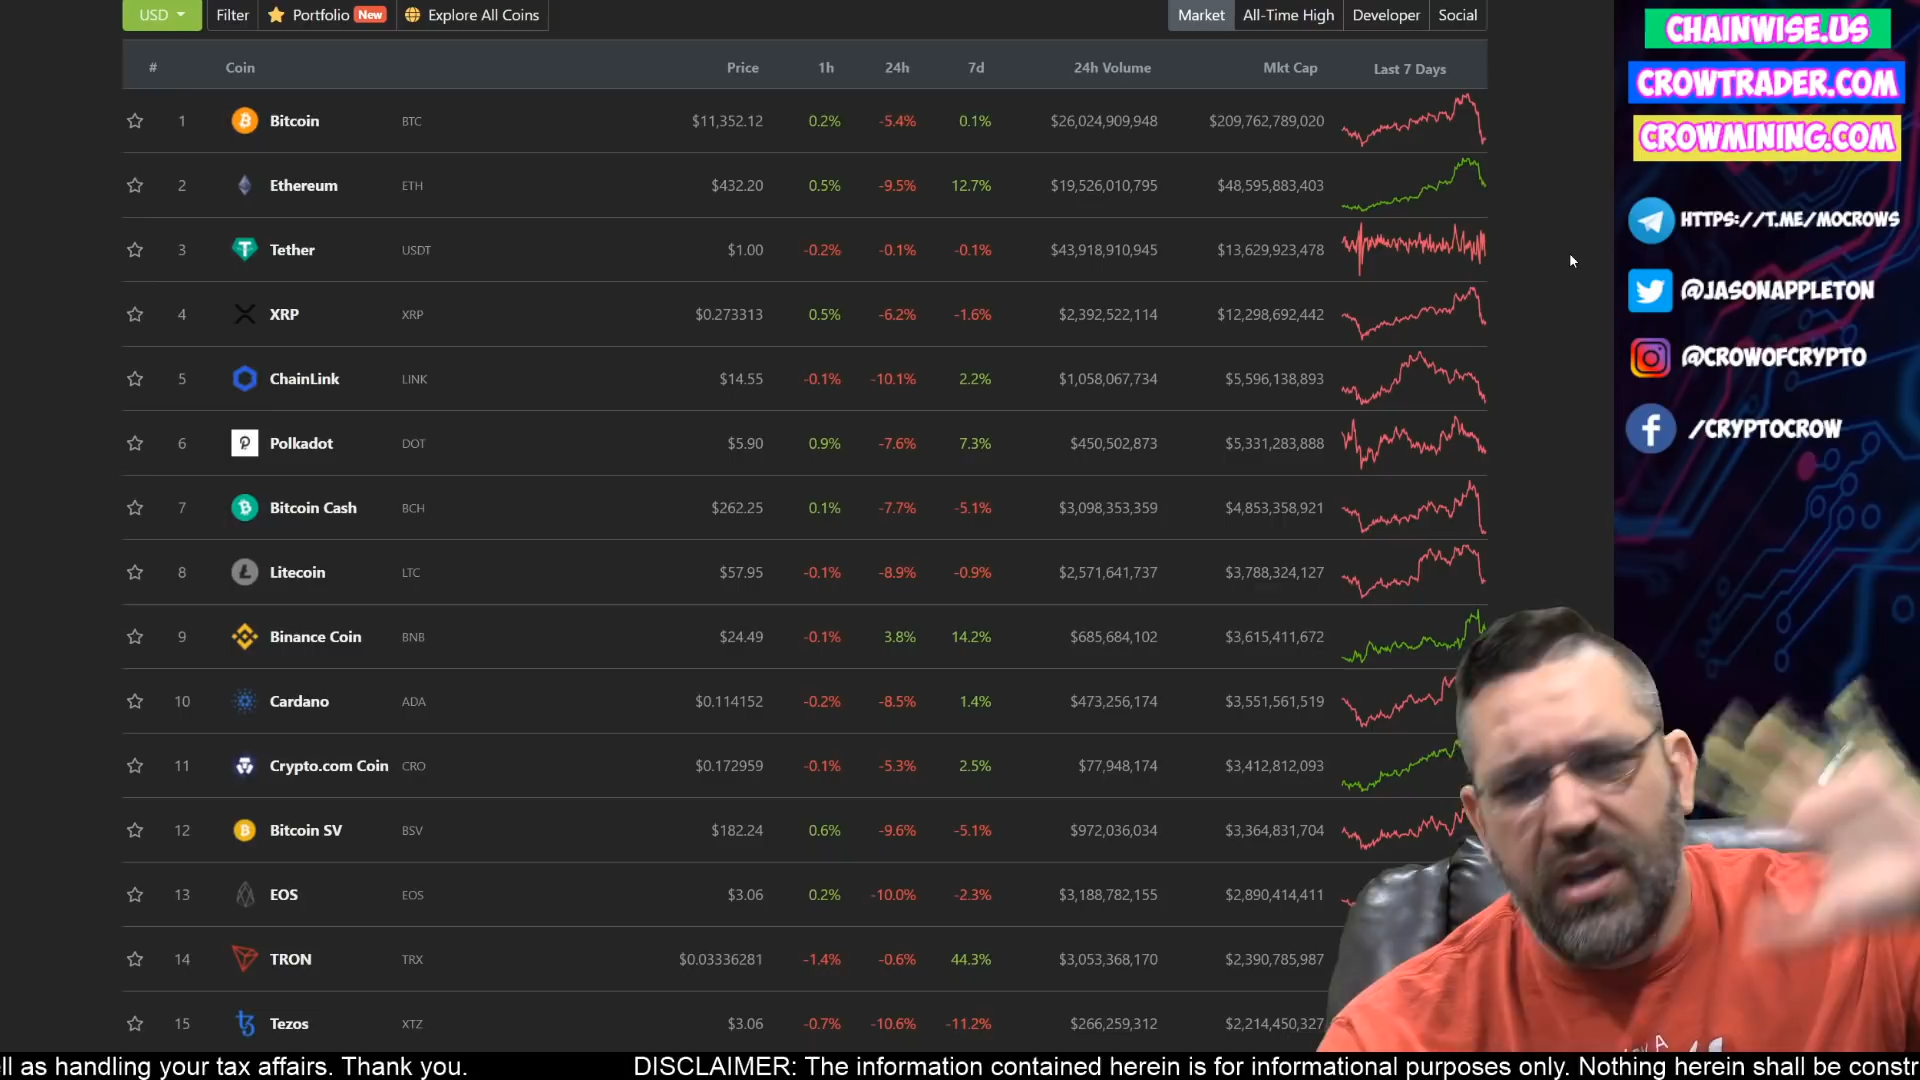 USD Filter Portfolio New Explore All Coins Market All-Time High Developer Social
# Coin Price 1h 24h 7d 24h Volume Mkt Cap Last 7 Days
1 Bitcoin BTC $11,352.12 0.2% -5.4% 0.1% $26,024,909,948 $209,762,789,020
2 Ethereum ETH $432.20 0.5% -9.5% 12.7% $19,526,010,795 $48,595,883,403
3 Tether USDT $1.00 -0.2% -0.1% -0.1% $43,918,910,945 $13,629,923,478
4 XRP XRP $0.273313 0.5% -6.2% -1.6% $2,392,522,114 $12,298,692,442
5 ChainLink LINK $14.55 -0.1% -10.1% 2.2% $1,058,067,734 $5,596,138,893
6 Polkadot DOT $5.90 0.9% -7.6% 7.3% $450,502,873 $5,331,283,888
7 Bitcoin Cash BCH $262.25 0.1% -7.7% -5.1% $3,098,353,359 $4,853,358,921
8 Litecoin LTC $57.95 -0.1% -8.9% -0.9% $2,571,641,737 $3,788,324,127
9 Binance Coin BNB $24.49 -0.1% 3.8% 14.2% $685,684,102 $3,615,411,672
10 Cardano ADA $0.114152 -0.2% -8.5% 1.4% $473,256,174 $3,551,561,519
11 Crypto.com Coin CRO $0.172959 -0.1% -5.3% 2.5% $77,948,174 $3,412,812,093
12 Bitcoin SV BSV $182.24 0.6% -9.6% -5.1% $972,036,034 $3,364,831,704
13 EOS EOS $3.06 0.2% -10.0% -2.3% $3,188,782,155 $2,890,414,411
14 TRON TRX $0.03336281 -1.4% -0.6% 44.3% $3,053,368,170 $2,390,785,987
15 Tezos XTZ $3.06 -0.7% -10.6% -11.2% $266,259,312 $2,214,450,327
CHAINWISE.US
CROWTRADER.COM
CROWMINING.COM
HTTPS://T.ME/MOCROWS
@JASONAPPLETON
@CROWOFCRYPTO
/CRYPTOCROW
ll as handling your tax affairs. Thank you. DISCLAIMER: The information contained herein is for informational purposes only. Nothing herein shall be constr